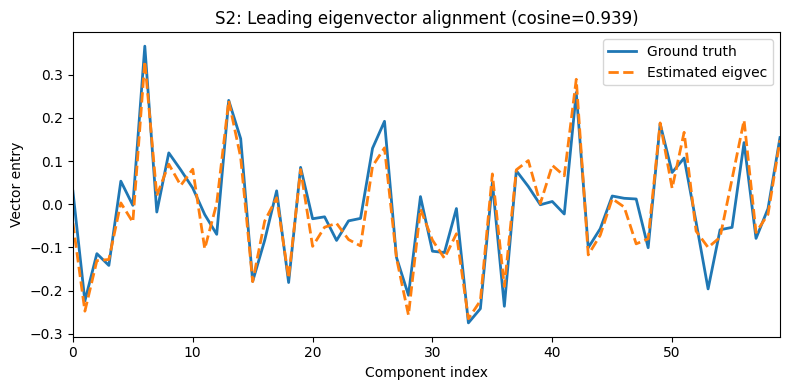 S2: Leading eigenvector alignment (cosine=0.939)
Ground truth
Estimated eigvec
Vector entry
0.3
0.2
0.1
0.0
−0.1
−0.2
−0.3
0 10 20 30 40 50
Component index